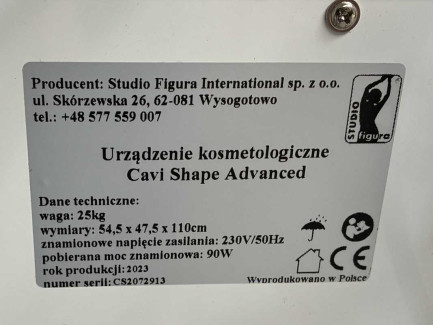 Producent: Studio Figura International sp. z o.o.
ul. Skórzewska 26, 62-081 Wysogotowo
tel.: +48 577 559 007
STUDIO
figura
Urządzenie kosmetologiczne
Cavi Shape Advanced
Dane techniczne:
waga: 25kg
wymiary: 54,5 x 47,5 x 110cm
znamionowe napięcie zasilania: 230V/50Hz
pobierana moc znamionowa: 90W
rok produkcji: 2023
numer serii: CS2072913
CE
Wyprodukowano w Polsce